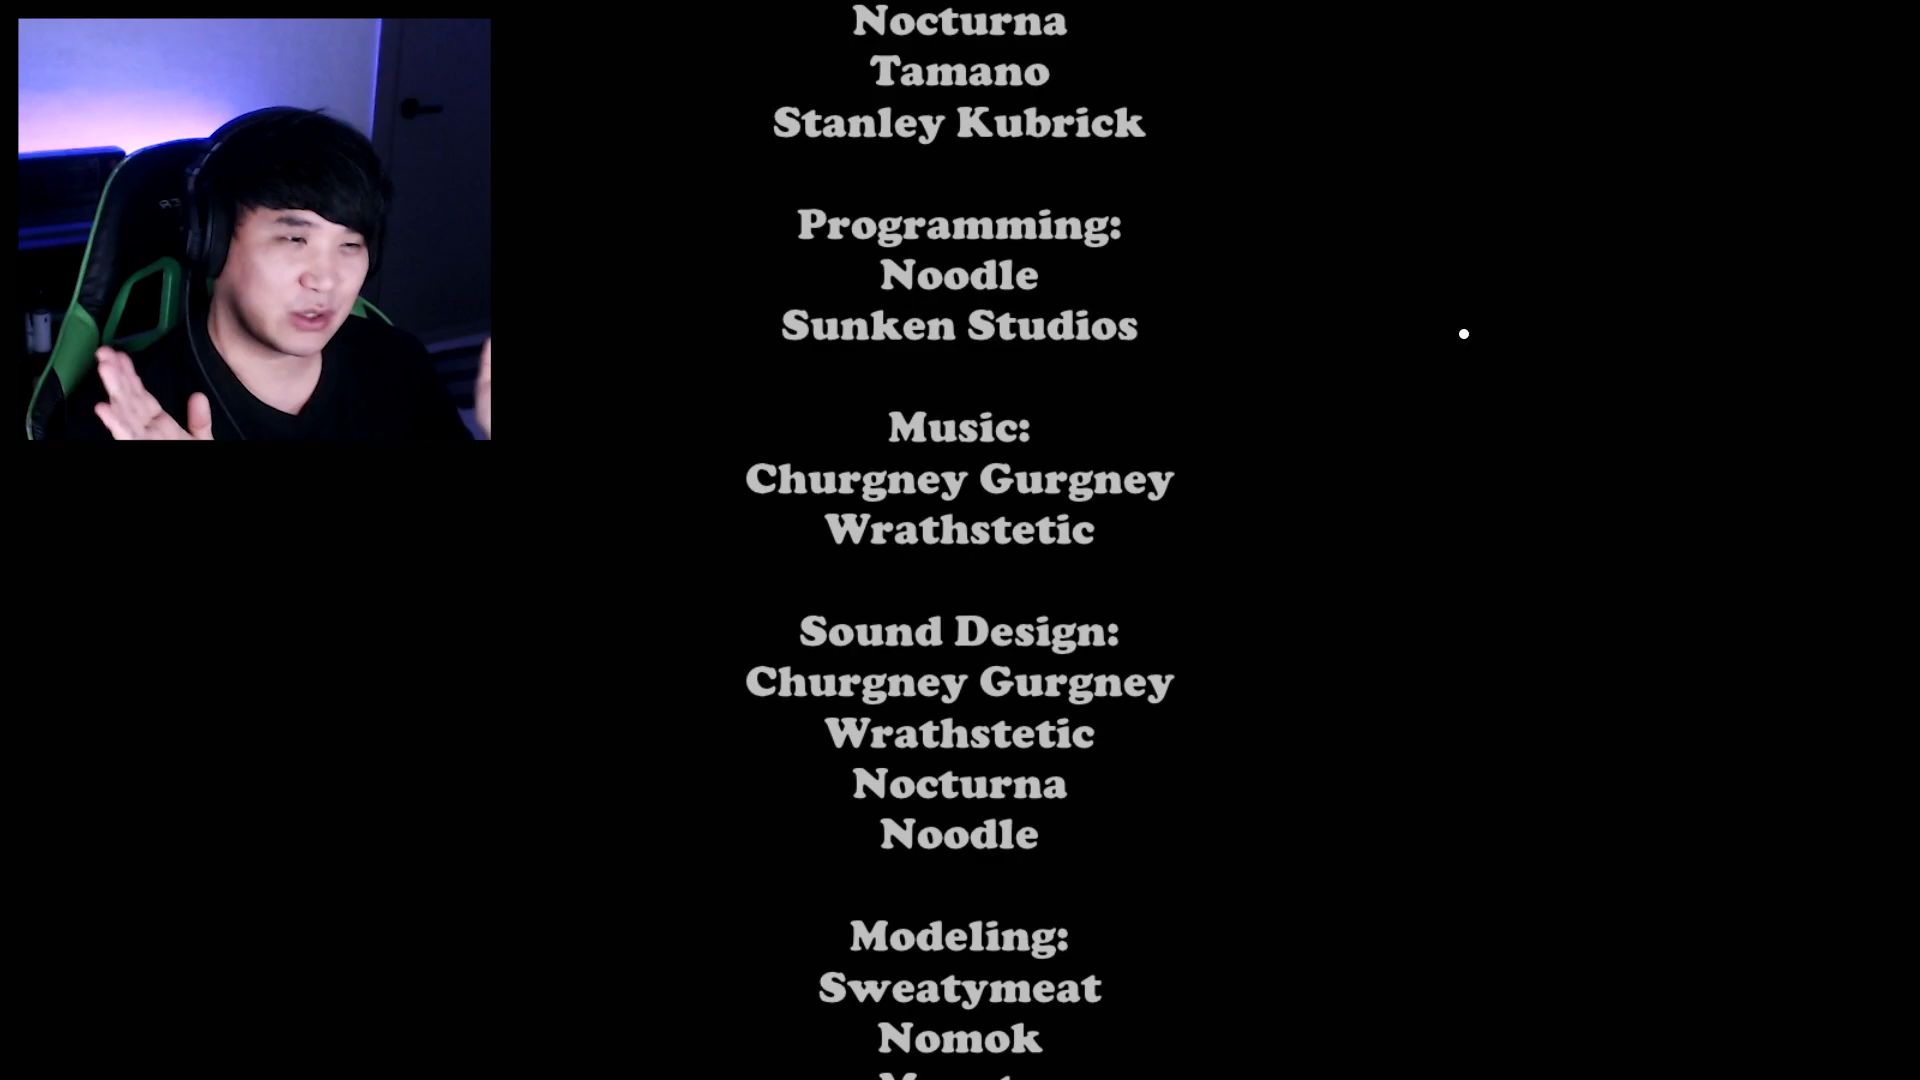 Nocturna
Tamano
Stanley Kubrick
Programming:
Noodle
Sunken Studios
Music:
Churgney Gurgney
Wrathstetic
Sound Design:
Churgney Gurgney
Wrathstetic
Nocturna
Noodle
Modeling:
Sweatymeat
Nomok